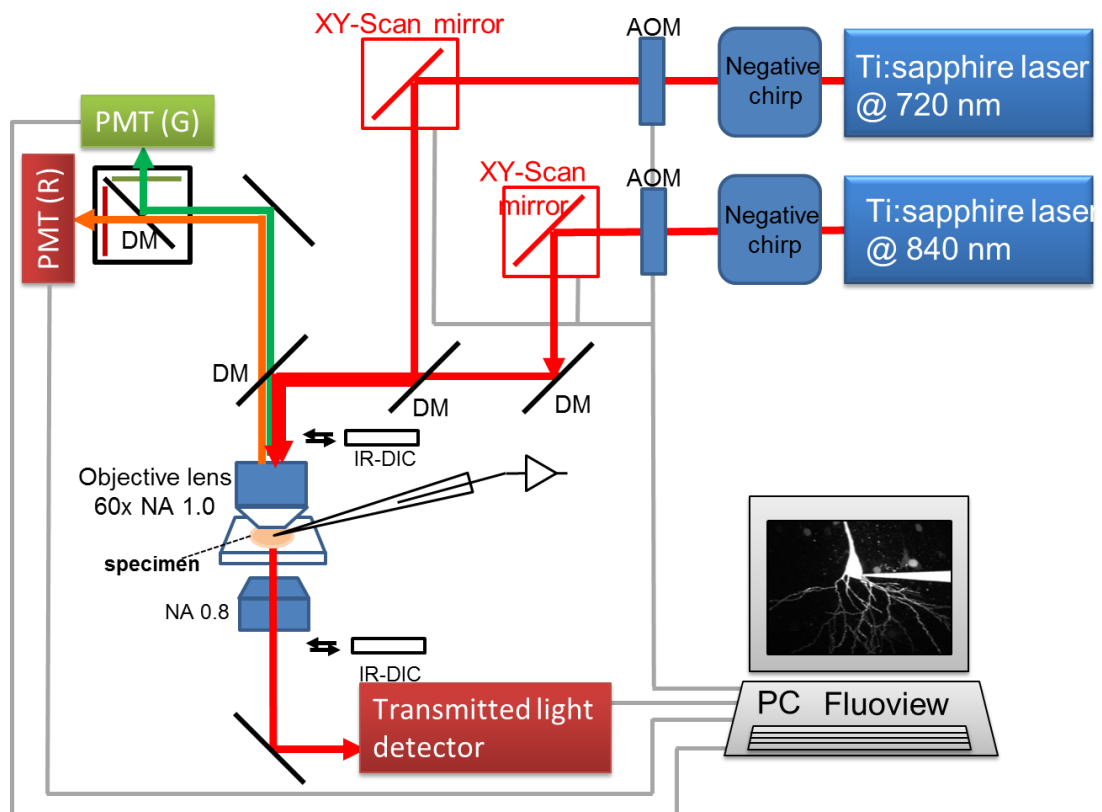 XY-Scan mirror
AOM
Negative
chirp
Ti:sapphire laser
@ 720 nm
PMT (G)
PMT (R)
DM
XY-Scan
mirror
AOM
Negative
chirp
Ti:sapphire laser
@ 840 nm
DM
DM
DM
IR-DIC
Objective lens
60x NA 1.0
specimen
NA 0.8
IR-DIC
Transmitted light
detector
PC Fluoview